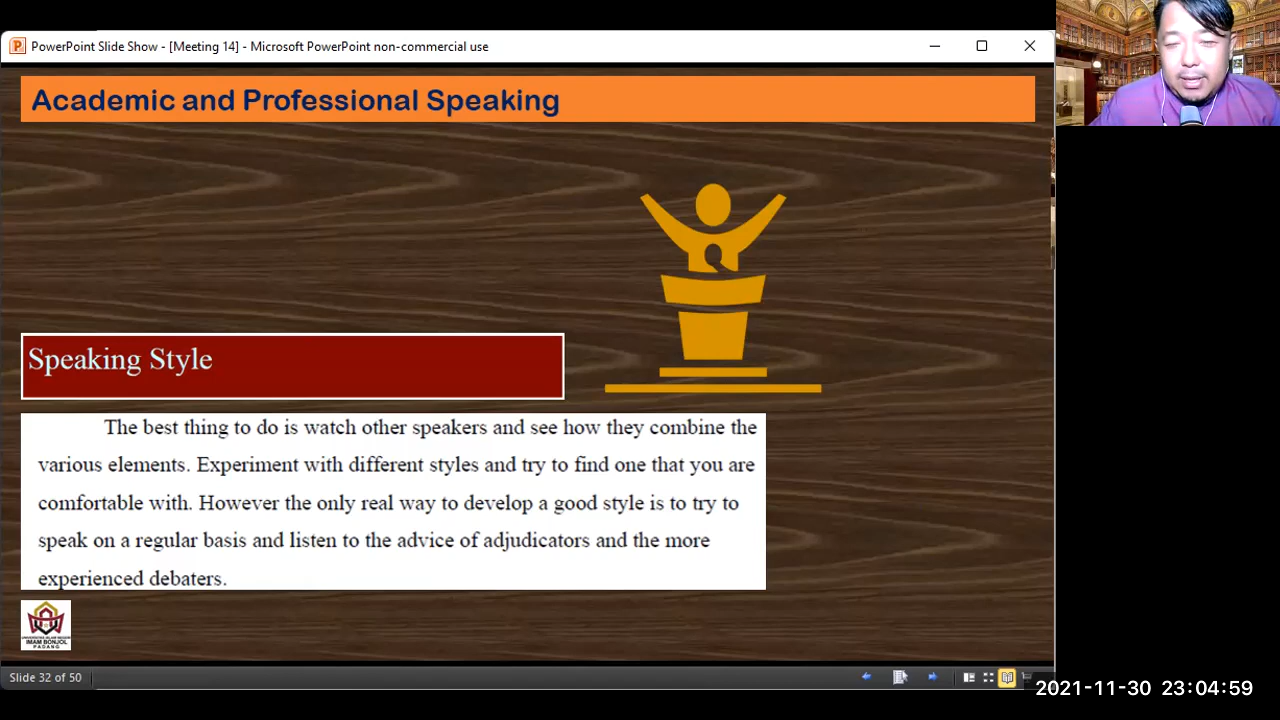 PowerPoint Slide Show - [Meeting 14] - Microsoft PowerPoint non-commercial use
Academic and Professional Speaking
Speaking Style
The best thing to do is watch other speakers and see how they combine the
various elements. Experiment with different styles and try to find one that you are
comfortable with. However the only real way to develop a good style is to try to
speak on a regular basis and listen to the advice of adjudicators and the more
experienced debaters.
IMAM BONJOL
PADANG
Slide 32 of 50
2021-11-30 23:04:59